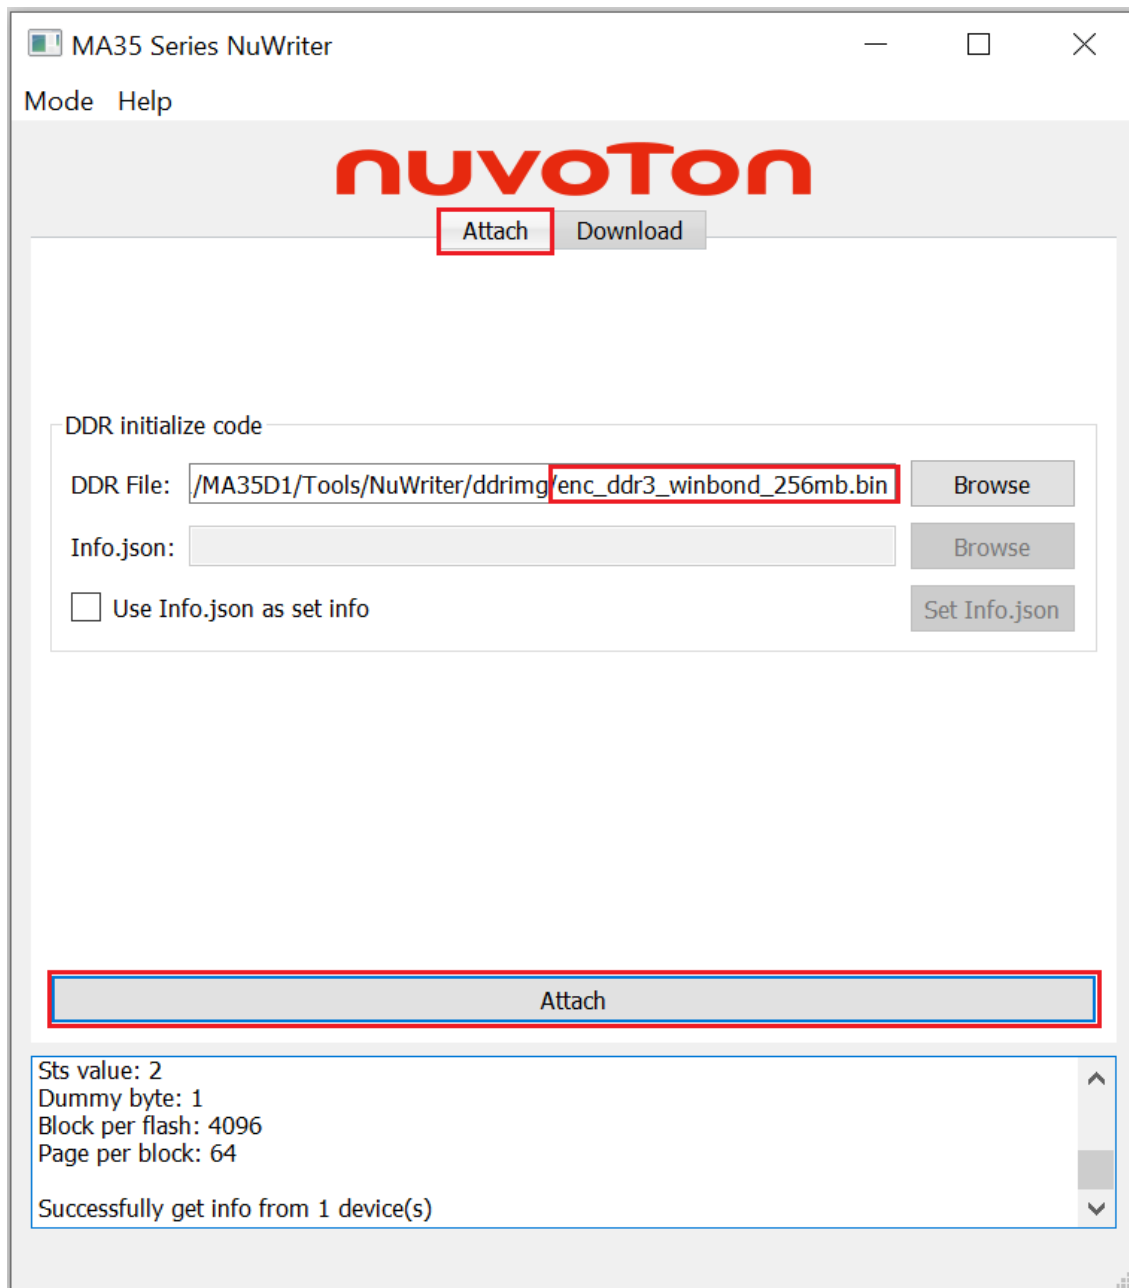 MA35 Series NuWriter
Mode Help
nuvoTon
Attach Download
DDR initialize code
DDR File: ./MA35D1/Tools/NuWriter/ddrimg/enc_ddr3_winbond_256mb.bin Browse
Info.json: Browse
Use Info.json as set info Set Info.json
Attach
Sts value: 2
Dummy byte: 1
Block per flash: 4096
Page per block: 64
Successfully get info from 1 device(s)